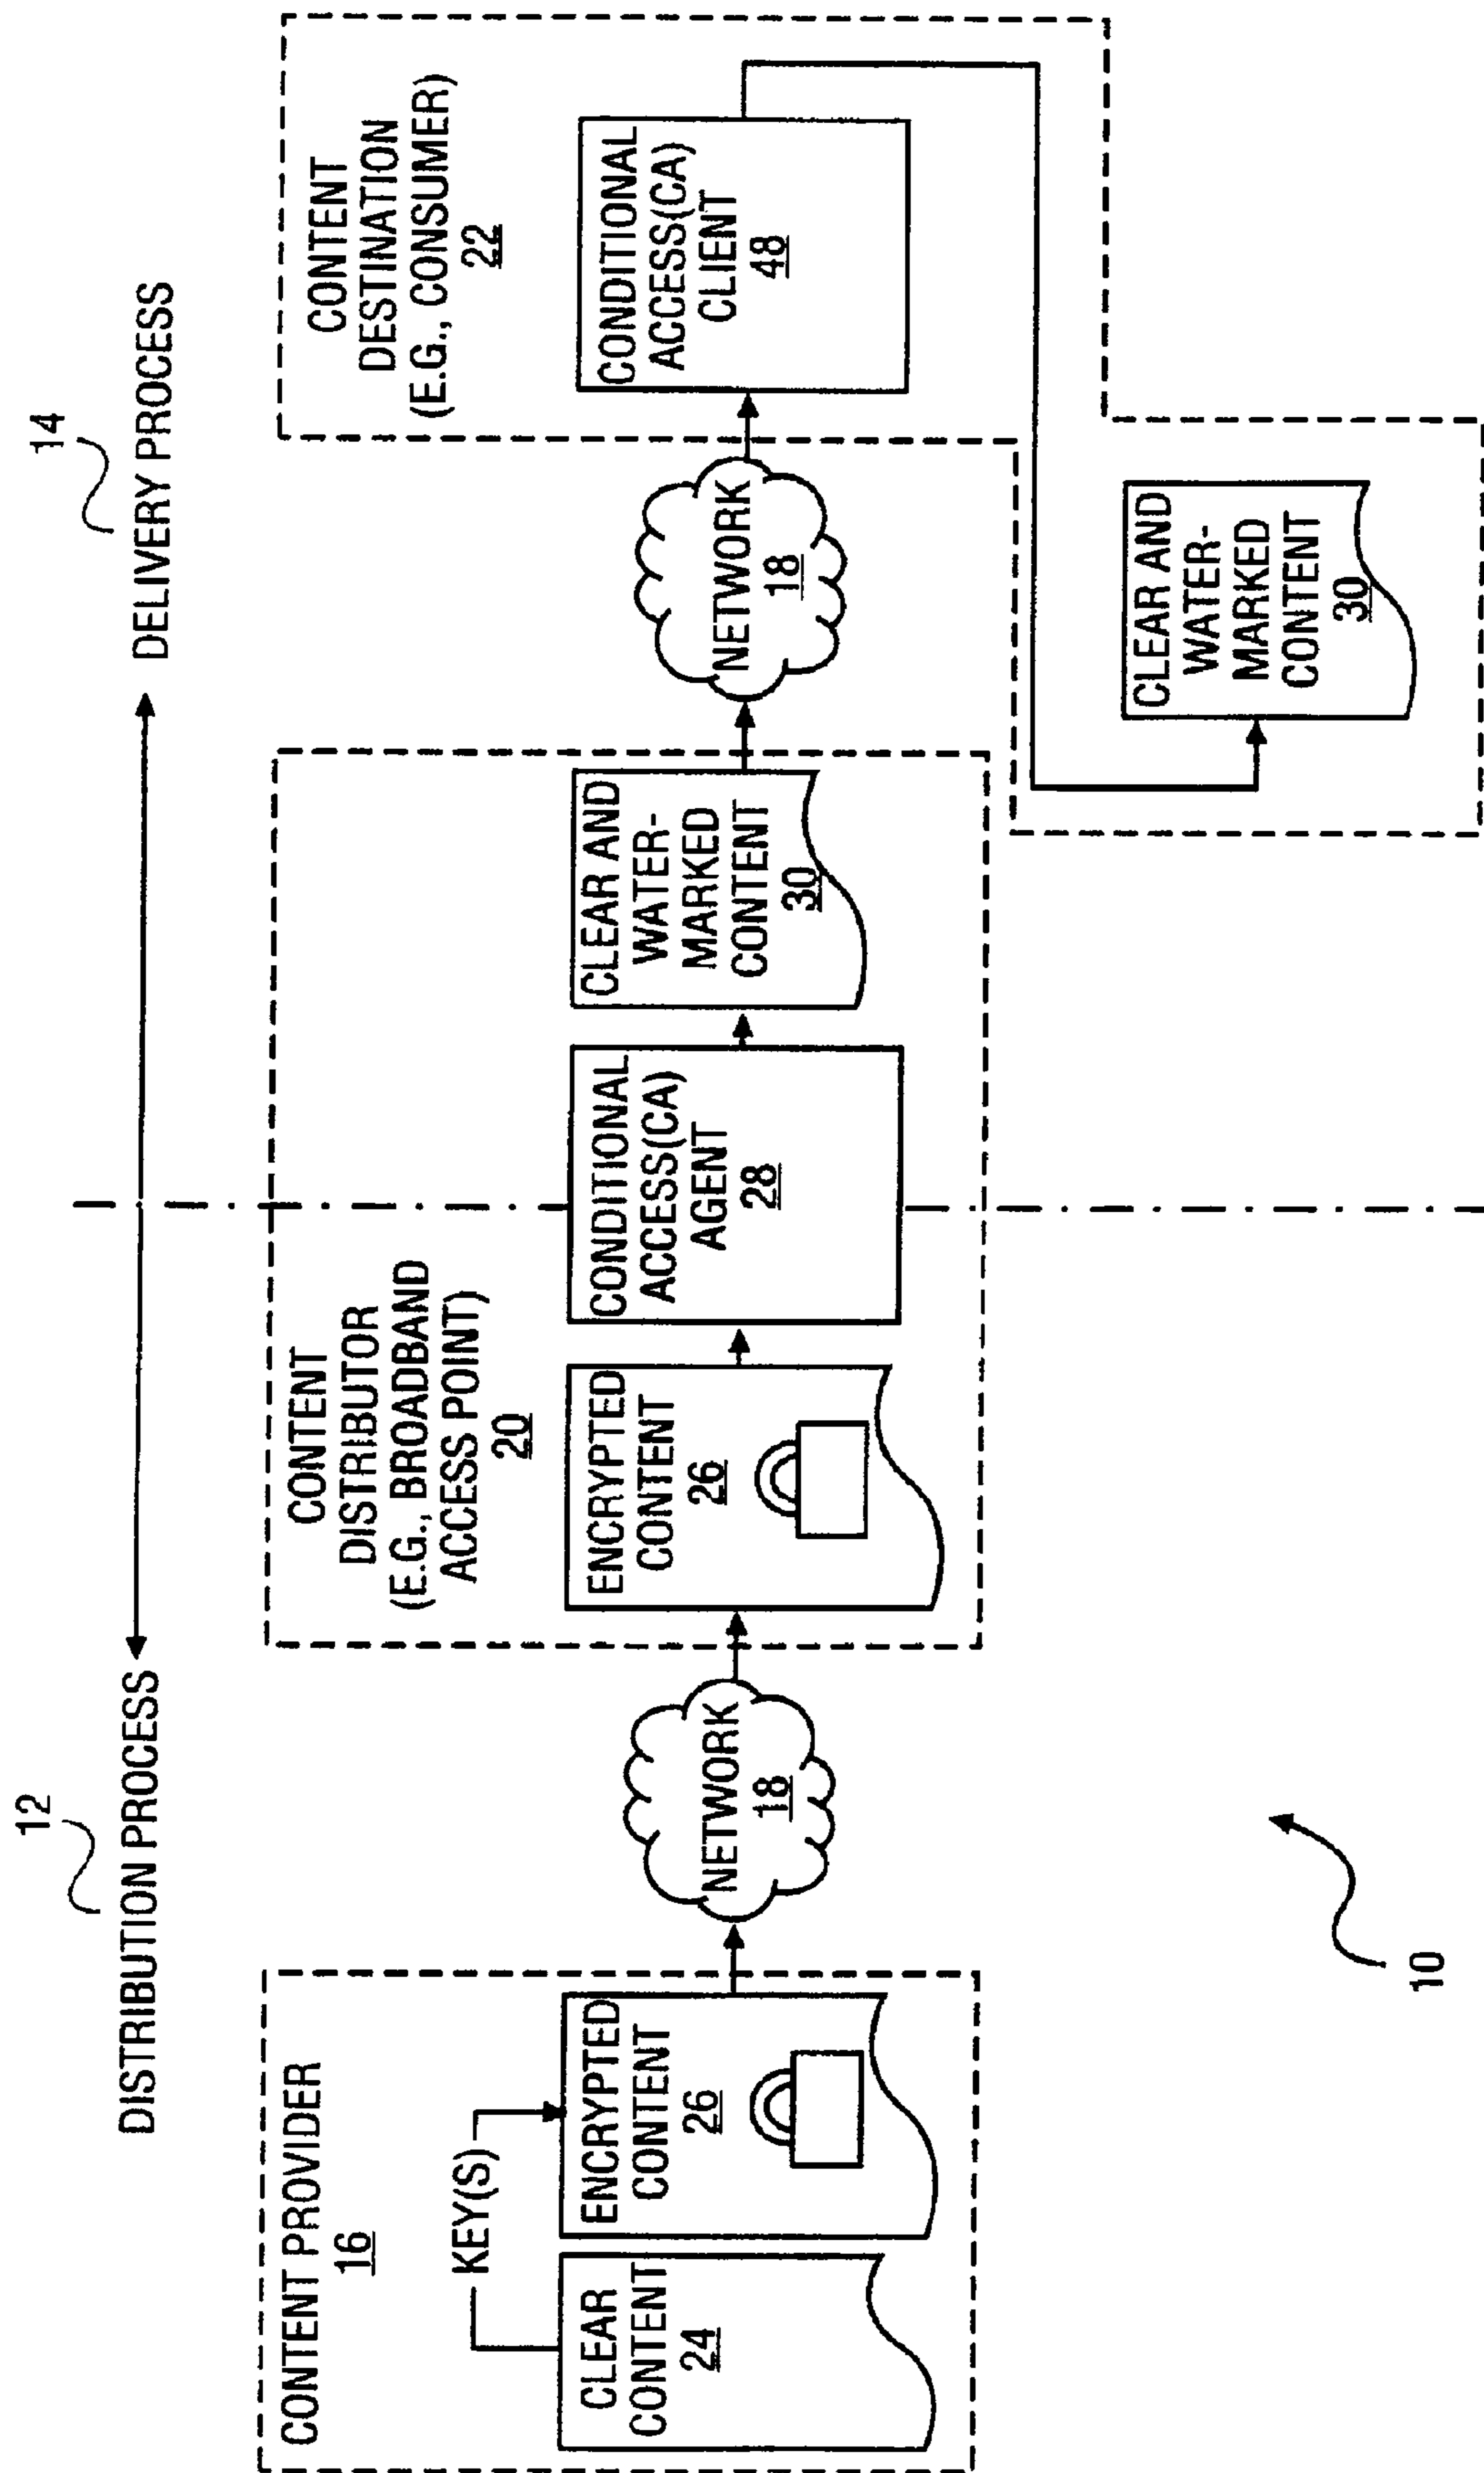 12
DISTRIBUTION PROCESS
14
DELIVERY PROCESS
CONTENT PROVIDER
16
KEY(S)
CLEAR
CONTENT
24
ENCRYPTED
CONTENT
26
NETWORK
18
CONTENT
DISTRIBUTOR
(E.G., BROADBAND
ACCESS POINT)
20
ENCRYPTED
CONTENT
26
CONDITIONAL
ACCESS(CA)
AGENT
28
CLEAR AND
WATER-
MARKED
CONTENT
30
NETWORK
18
CONTENT
DESTINATION
(E.G., CONSUMER)
22
CONDITIONAL
ACCESS(CA)
CLIENT
48
CLEAR AND
WATER-
MARKED
CONTENT
30
10